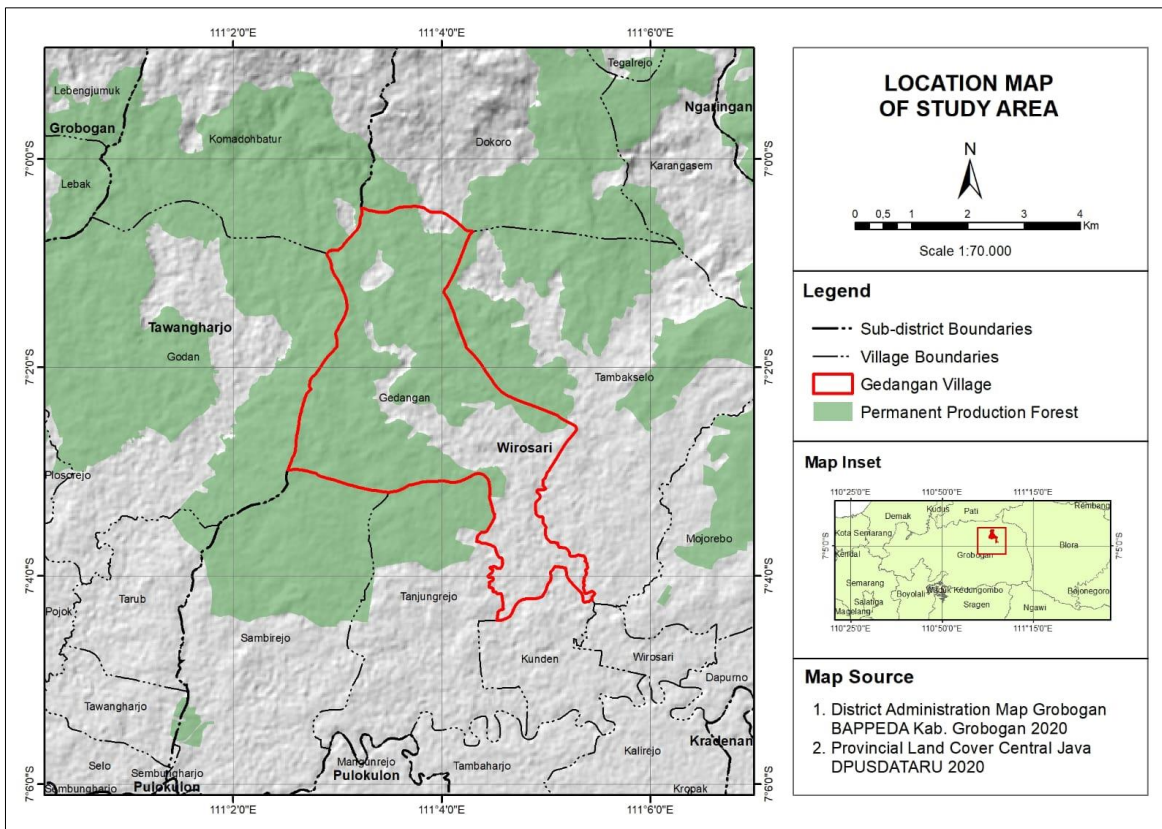 111°2'0"E
111°4'0"E
111°6'0"E
Tegalrejo
Lebengjumuk
Ngaringan
Grobogan
Komadohbatur
Dokoro
7°0'0"S
7°0'0"S
Karangasem
Lebak
Tawangharjo
Godan
7°2'0"S
7°2'0"S
Tambakselo
Gedangan
Wirosari
Plosorejo
Mojorebo
7°4'0"S
7°4'0"S
Pojok
Tarub
Tanjungrejo
Sambirejo
Kunden
Wirosari
Dapurno
Tawangharjo
Kradenan
Kalirejo
Selo
Sembungharjo
Mangunrejo
Tambaharjo
Pulokulon
Sembungharjo
Pulokulon
Kropak
7°6'0"S
7°6'0"S
111°2'0"E
111°4'0"E
111°6'0"E
LOCATION MAP
OF STUDY AREA
N
0 0,5 1 2 3 4
Km
Scale 1:70.000
Legend
Sub-district Boundaries
Village Boundaries
Gedangan Village
Permanent Production Forest
Map Inset
110°25'0"E 110°50'0"E 111°15'0"E
Demak Kudus Pati Rembang
Kota Semarang
7°5'0"S
7°5'0"S
Kendal
Grobogan
Blora
Semarang
Boyolali
Kedungombo
Bojonegoro
Salatiga
Sragen
Ngawi
Magelang
110°25'0"E 110°50'0"E 111°15'0"E
Map Source
1. District Administration Map Grobogan
BAPPEDA Kab. Grobogan 2020
2. Provincial Land Cover Central Java
DPUSDATARU 2020